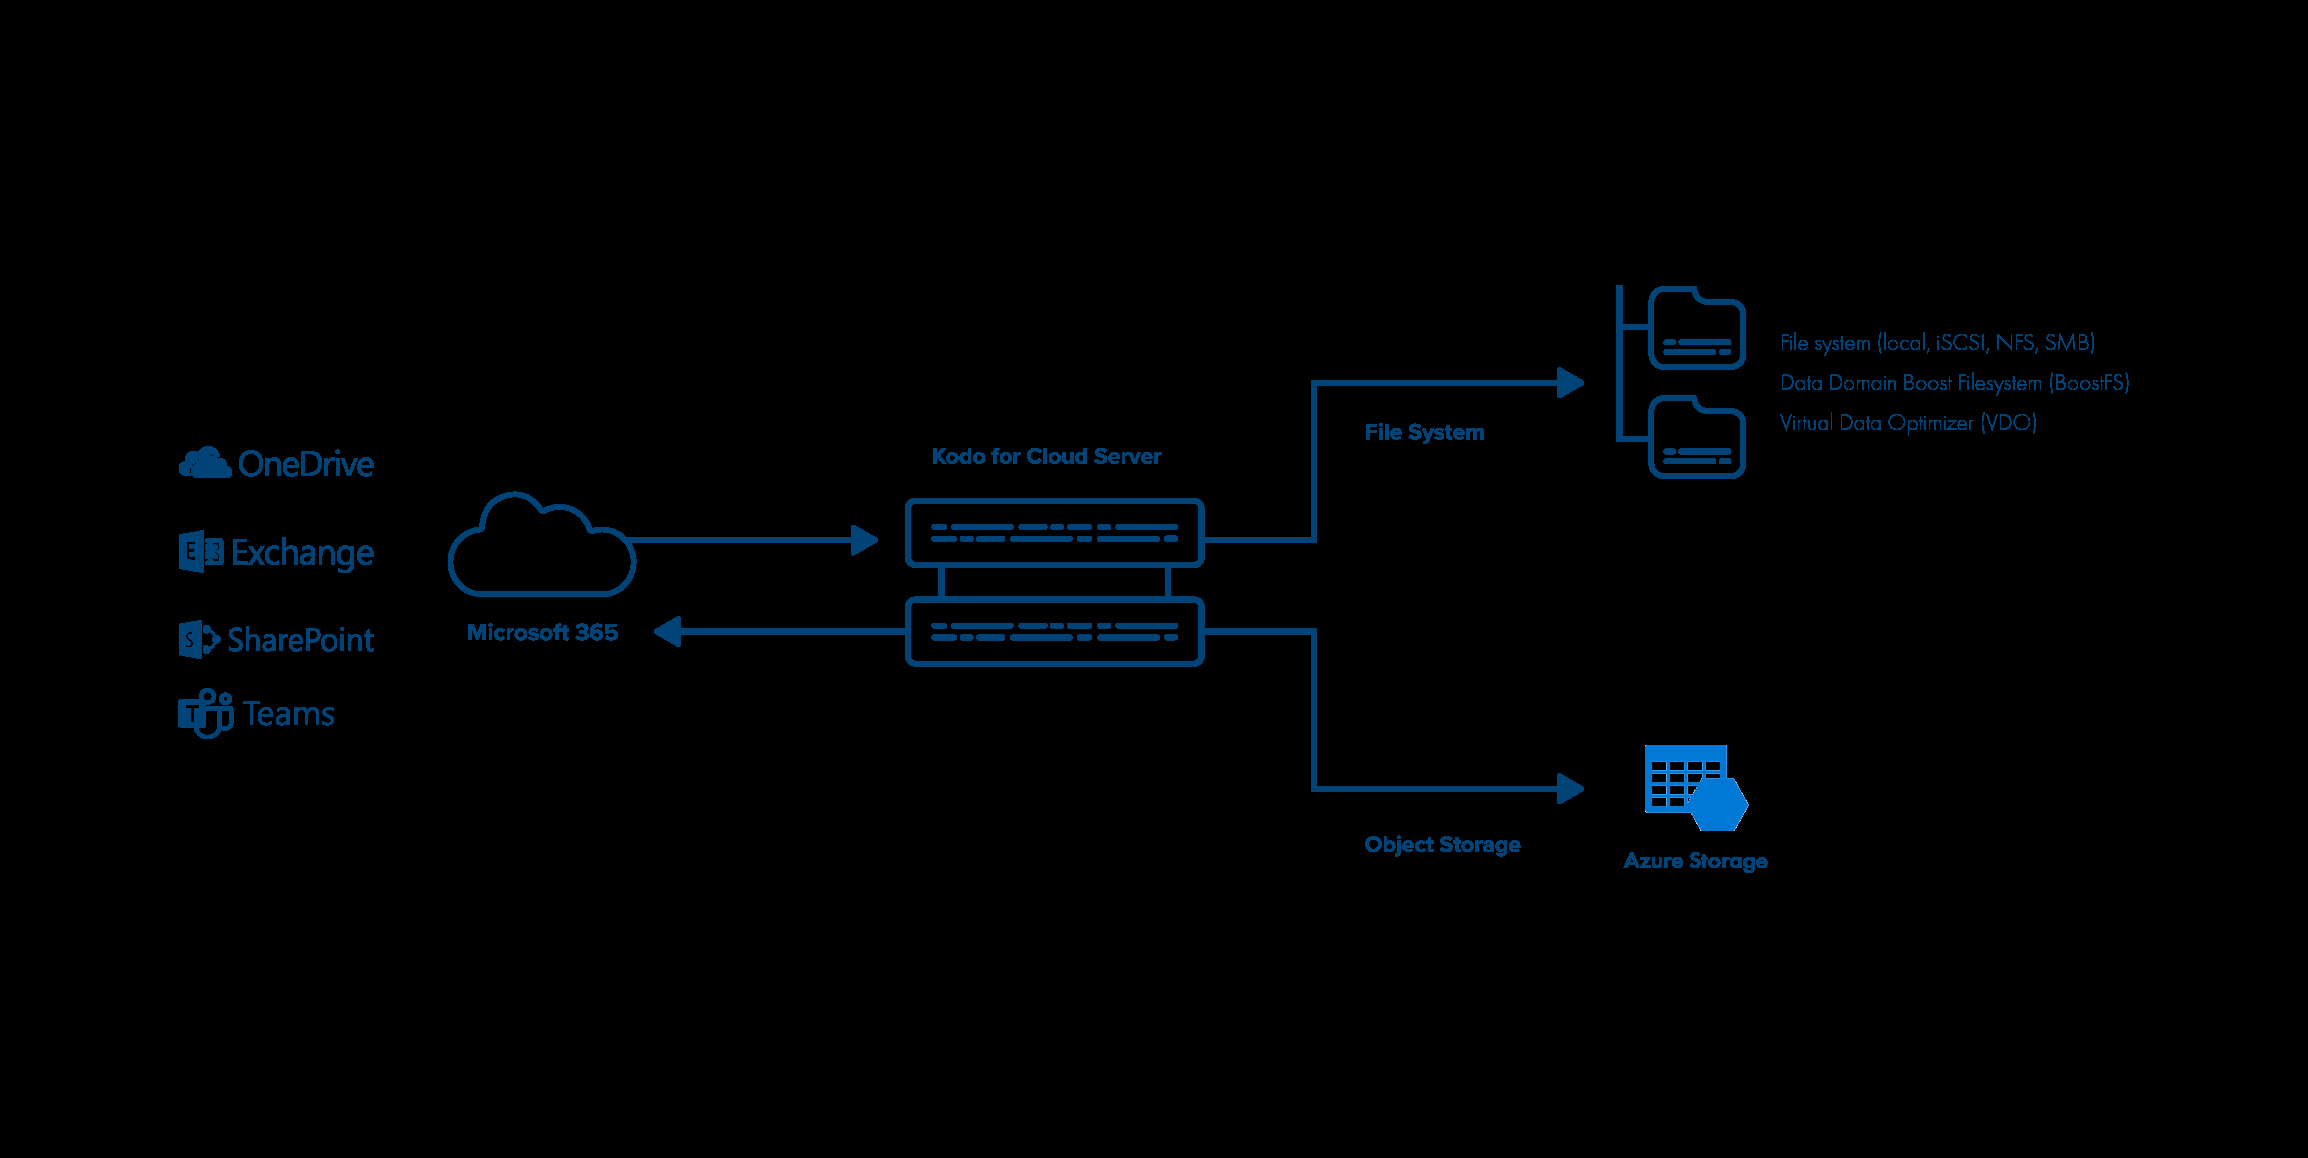 OneDrive
Exchange
SharePoint
Teams
Microsoft 365
Kodo for Cloud Server
File System
File system (local, iSCSI, NFS, SMB)
Data Domain Boost Filesystem (BoostFS)
Virtual Data Optimizer (VDO)
Object Storage
Azure Storage